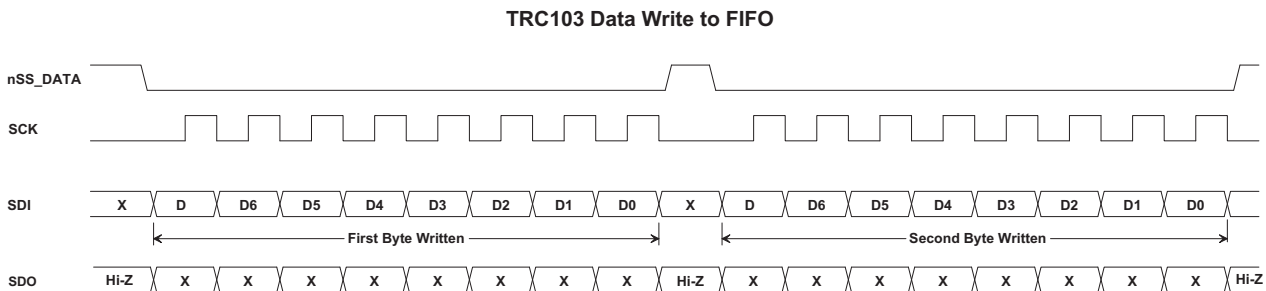 TRC103 Data Write to FIFO
nSS_DATA
SCK
SDI X D D6 D5 D4 D3 D2 D1 D0 X D D6 D5 D4 D3 D2 D1 D0
First Byte Written Second Byte Written
SDO Hi-Z X X X X X X X X Hi-Z X X X X X X X X Hi-Z